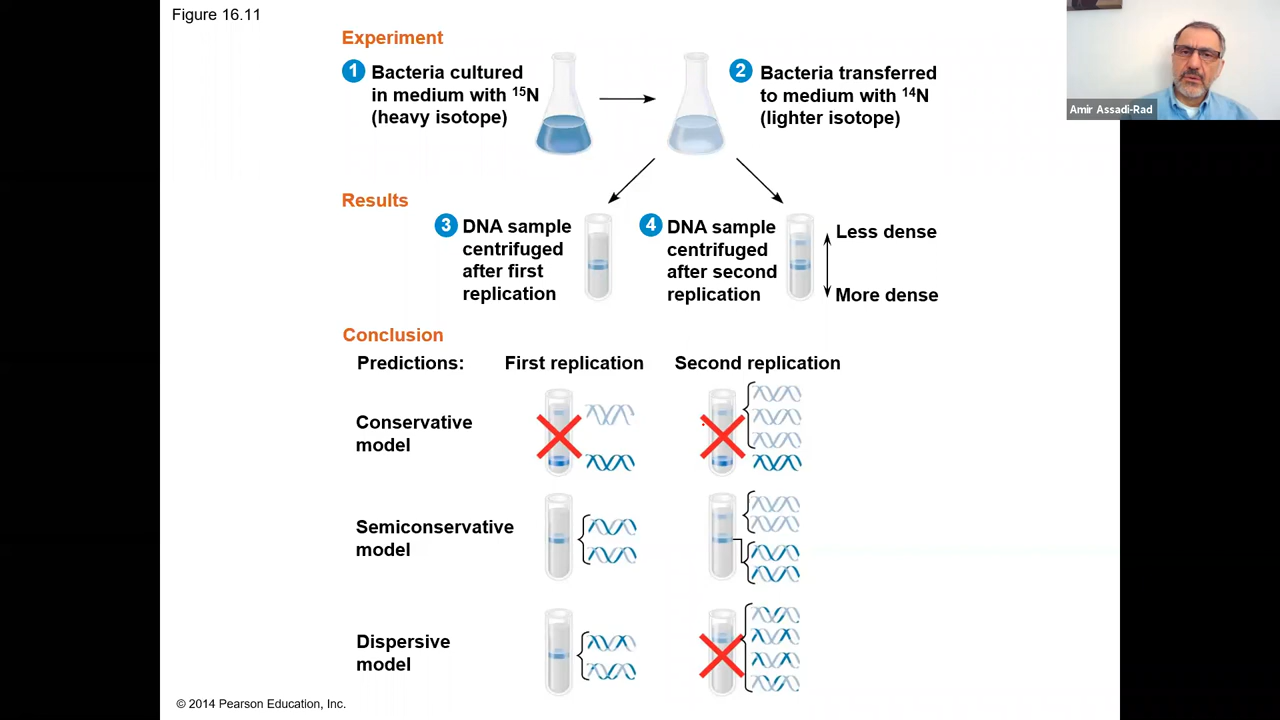 Figure 16.11
Experiment
1 Bacteria cultured
in medium with ¹⁵N
(heavy isotope)
2 Bacteria transferred
to medium with ¹⁴N
(lighter isotope)
Amir Assadi-Rad
Results
3 DNA sample
centrifuged
after first
replication
4 DNA sample
centrifuged
after second
replication
Less dense
More dense
Conclusion
Predictions:
First replication
Second replication
Conservative
model
Semiconservative
model
Dispersive
model
© 2014 Pearson Education, Inc.